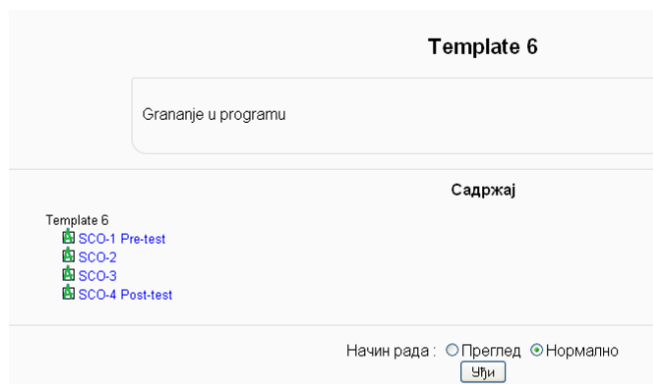 Template 6
Grananje u programu
Садржај
Template 6
SCO-1 Pre-test
SCO-2
SCO-3
SCO-4 Post-test
Начин рада : Преглед Нормално
Уђи